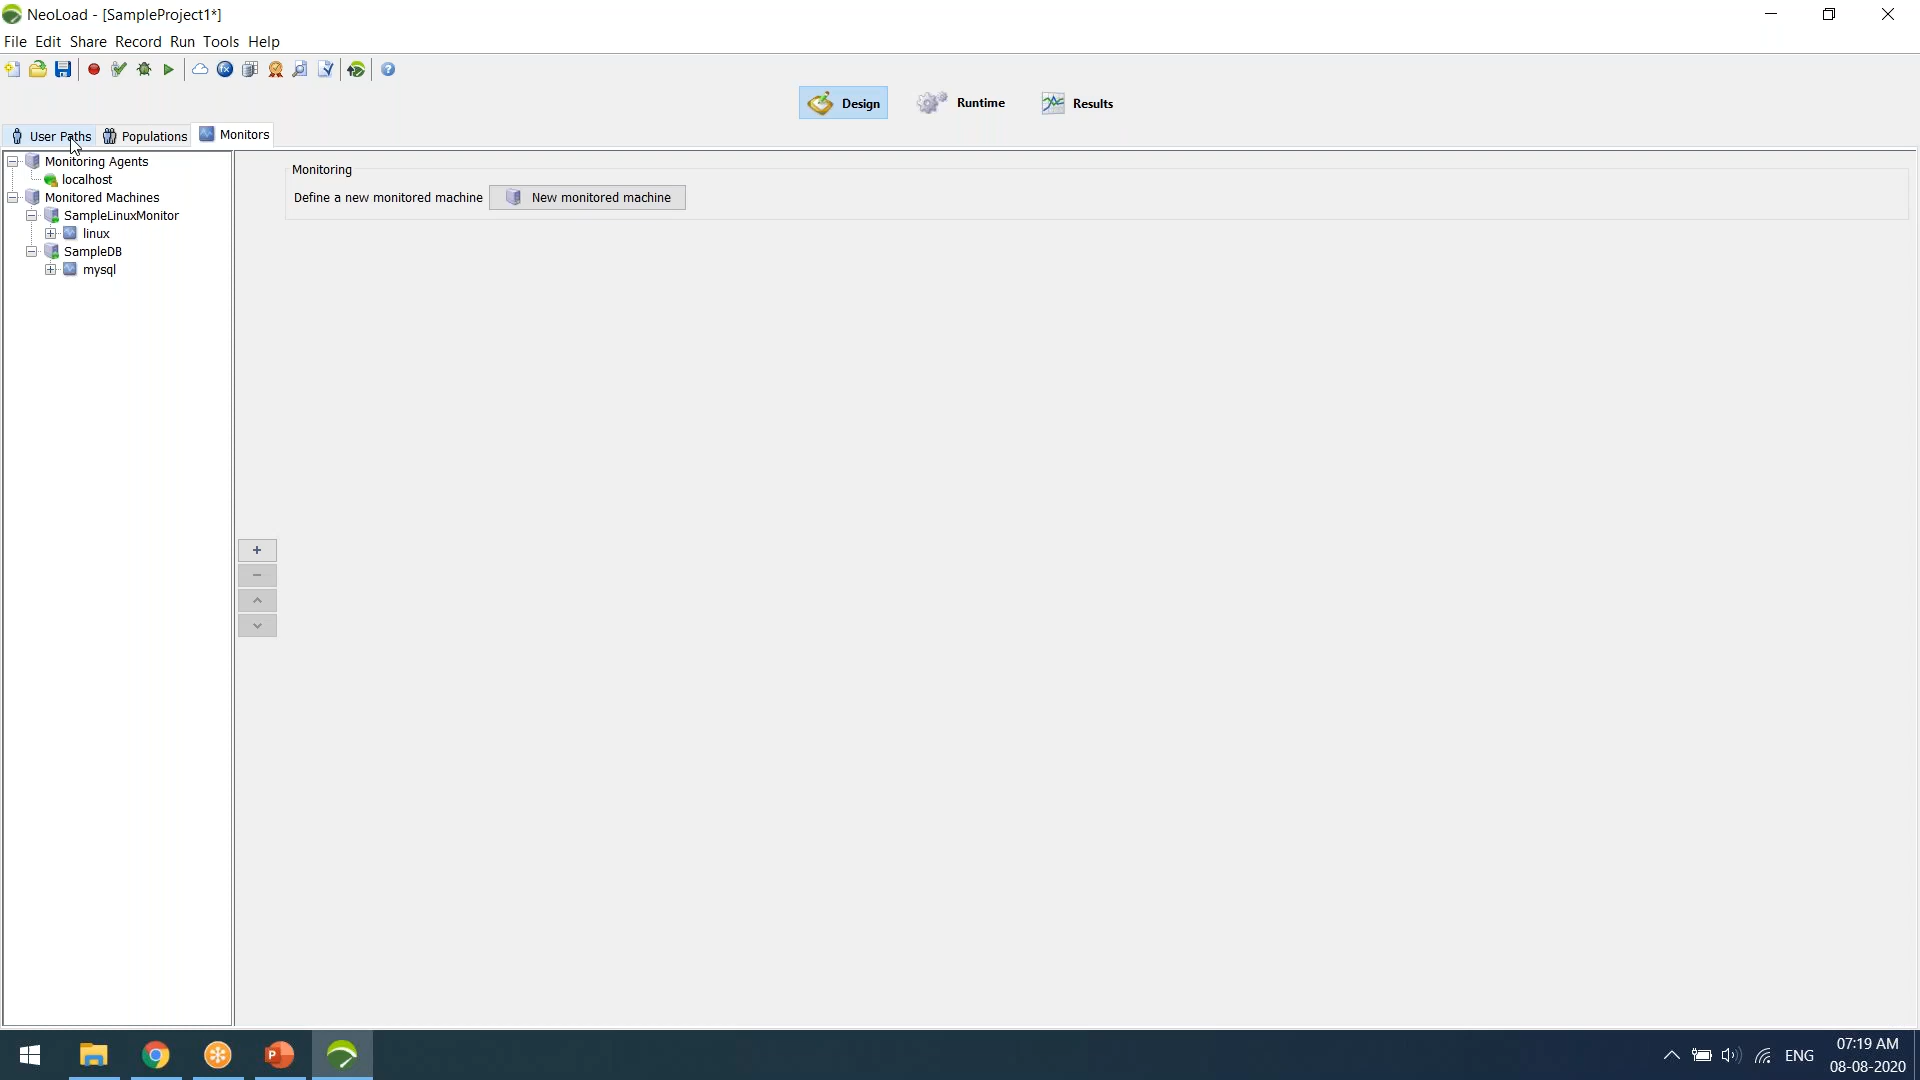 NeoLoad - [SampleProject1*]
File Edit Share Record Run Tools Help
Design Runtime Results
User Paths Populations Monitors
Monitoring Agents
localhost
Monitored Machines
SampleLinuxMonitor
linux
SampleDB
mysql
Monitoring
Define a new monitored machine New monitored machine
ENG
07:19 AM
08-08-2020